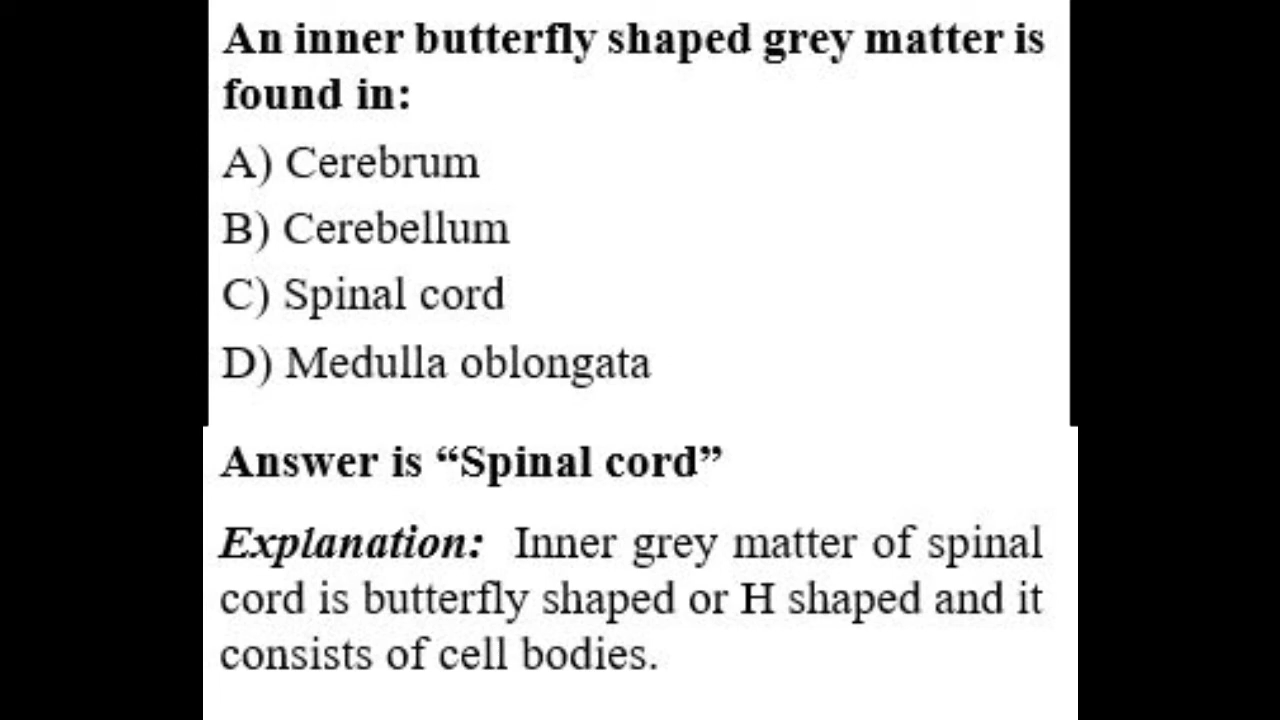 An inner butterfly shaped grey matter is
found in:
A) Cerebrum
B) Cerebellum
C) Spinal cord
D) Medulla oblongata
Answer is “Spinal cord”
Explanation: Inner grey matter of spinal
cord is butterfly shaped or H shaped and it
consists of cell bodies.